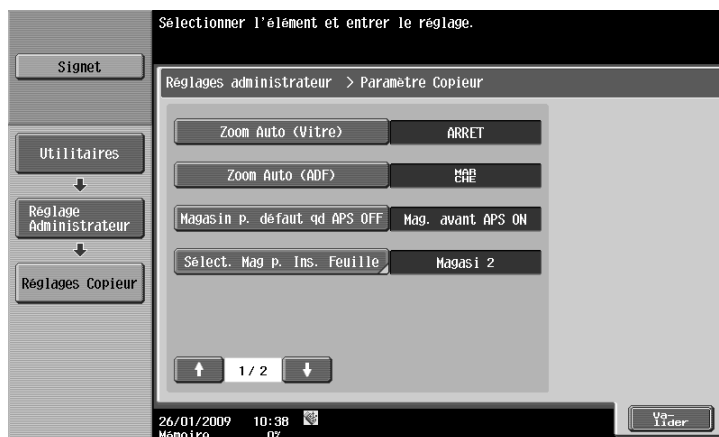 Sélectionner l'élément et entrer le réglage.
Signet
Réglages administrateur > Paramètre Copieur
Utilitaires
Réglage
Administrateur
Réglages Copieur
Zoom Auto (Vitre) ARRET
Zoom Auto (ADF) MAR
CHE
Magasin p. défaut qd APS OFF Mag. avant APS ON
Sélect. Mag p. Ins. Feuille Magasi 2
1/ 2
26/01/2009 10:38
Mémoire 0%
Va-
lider